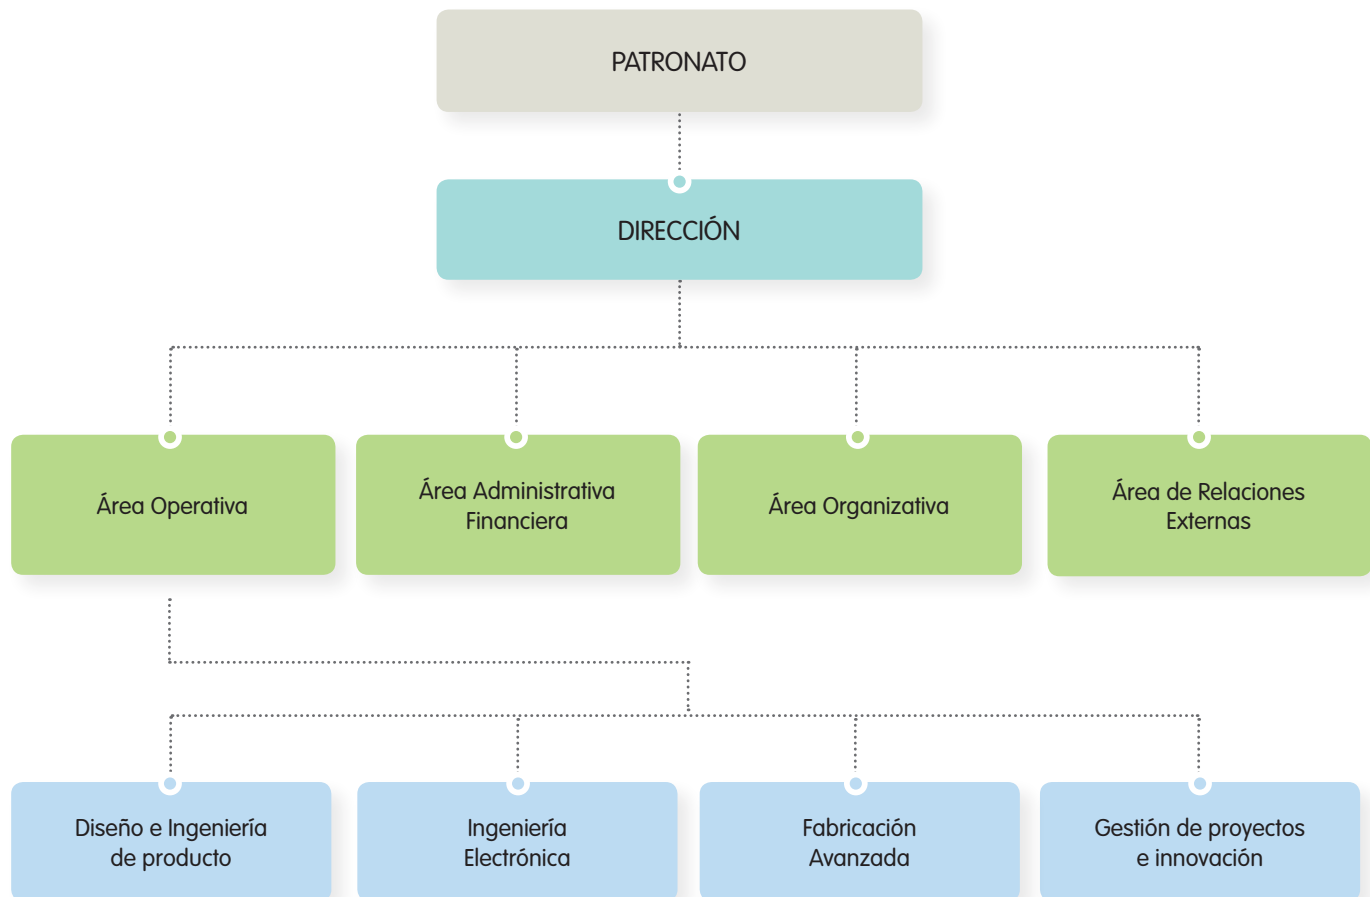 PATRONATO
DIRECCIÓN
Área Operativa
Área Administrativa
Financiera
Área Organizativa
Área de Relaciones
Externas
Diseño e Ingeniería
de producto
Ingeniería
Electrónica
Fabricación
Avanzada
Gestión de proyectos
e innovación